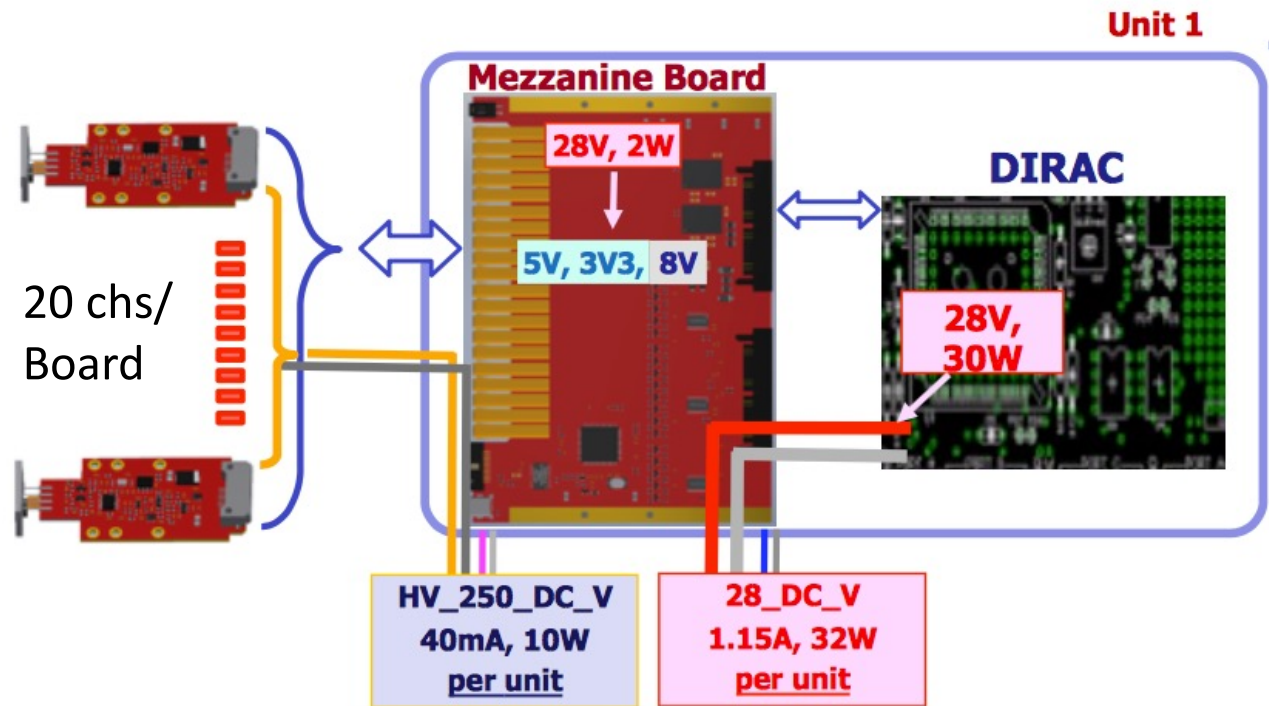 Unit 1
Mezzanine Board
28V, 2W
DIRAC
5V, 3V3, 8V
20 chs/
Board
28V,
30W
HV_250_DC_V
40mA, 10W
per unit
28_DC_V
1.15A, 32W
per unit